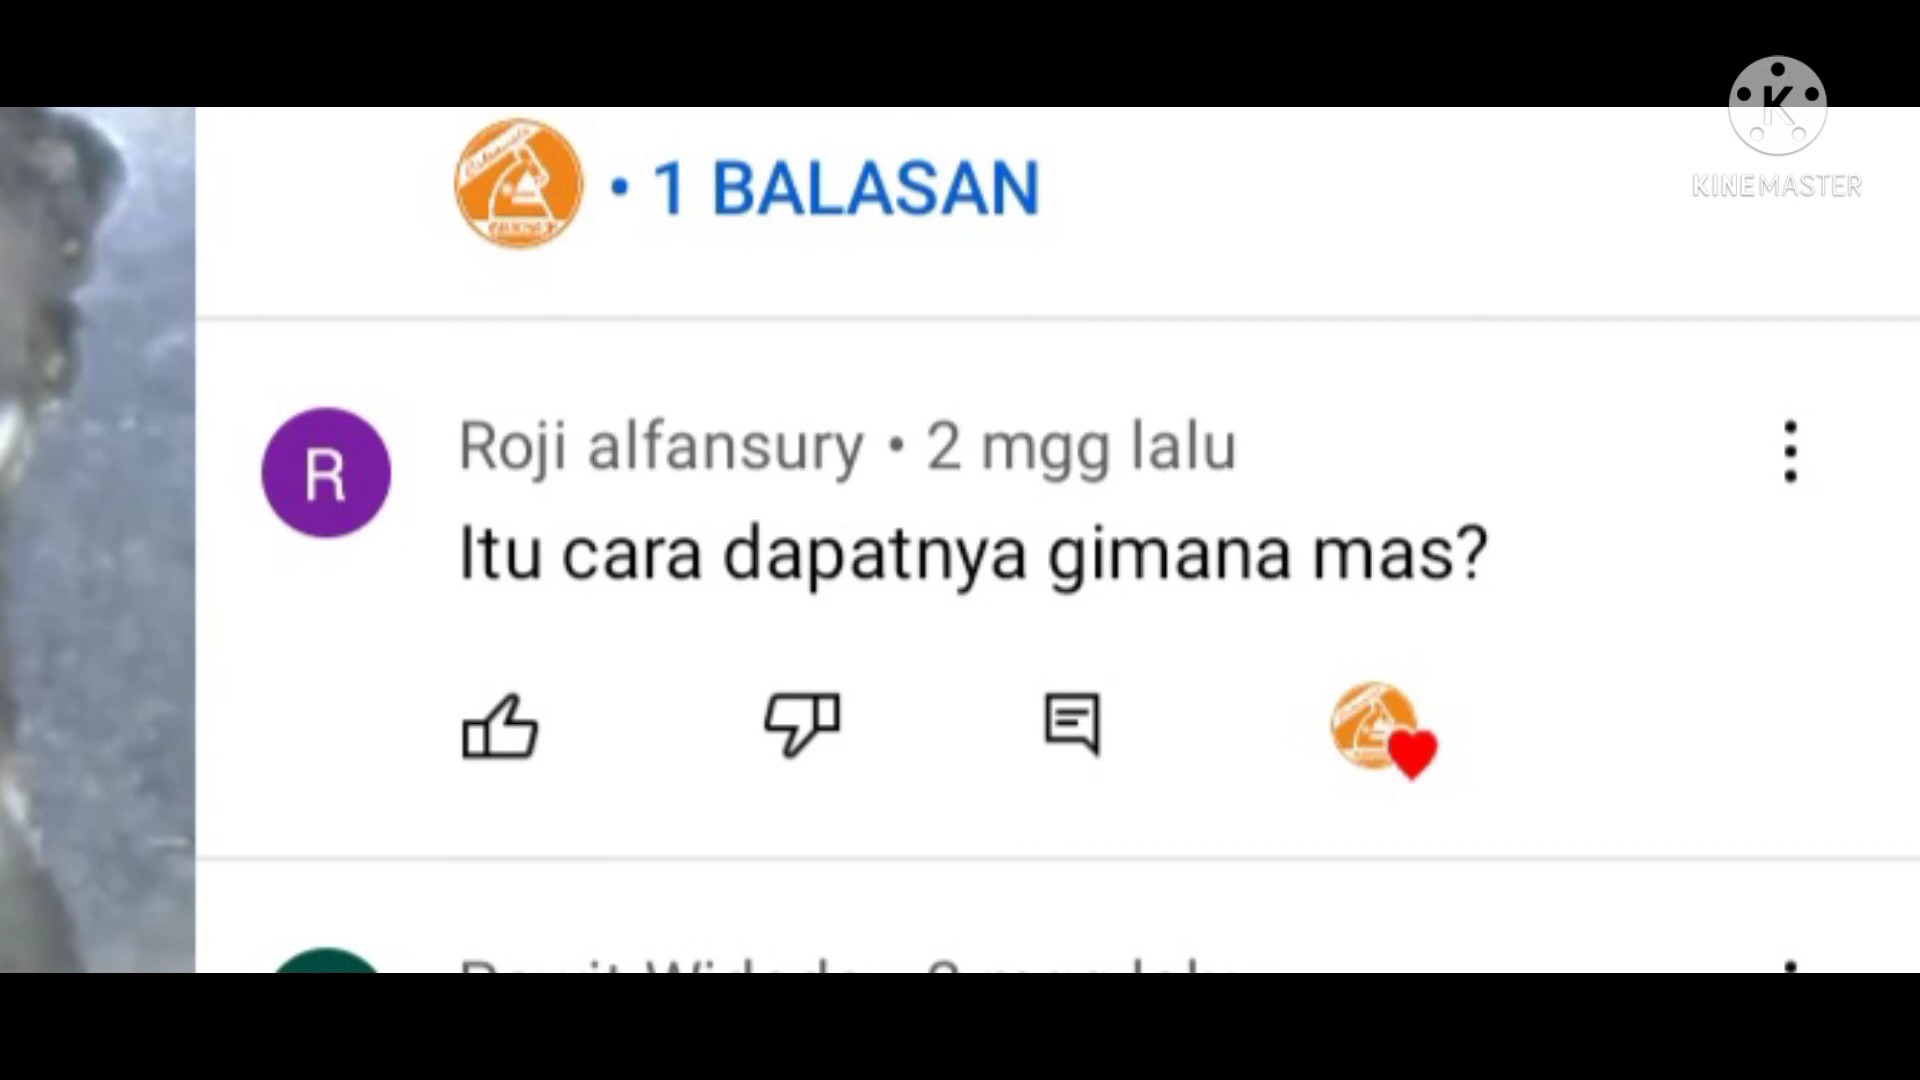 K
KINEMASTER
• 1 BALASAN
R
Roji alfansury • 2 mgg lalu
Itu cara dapatnya gimana mas?